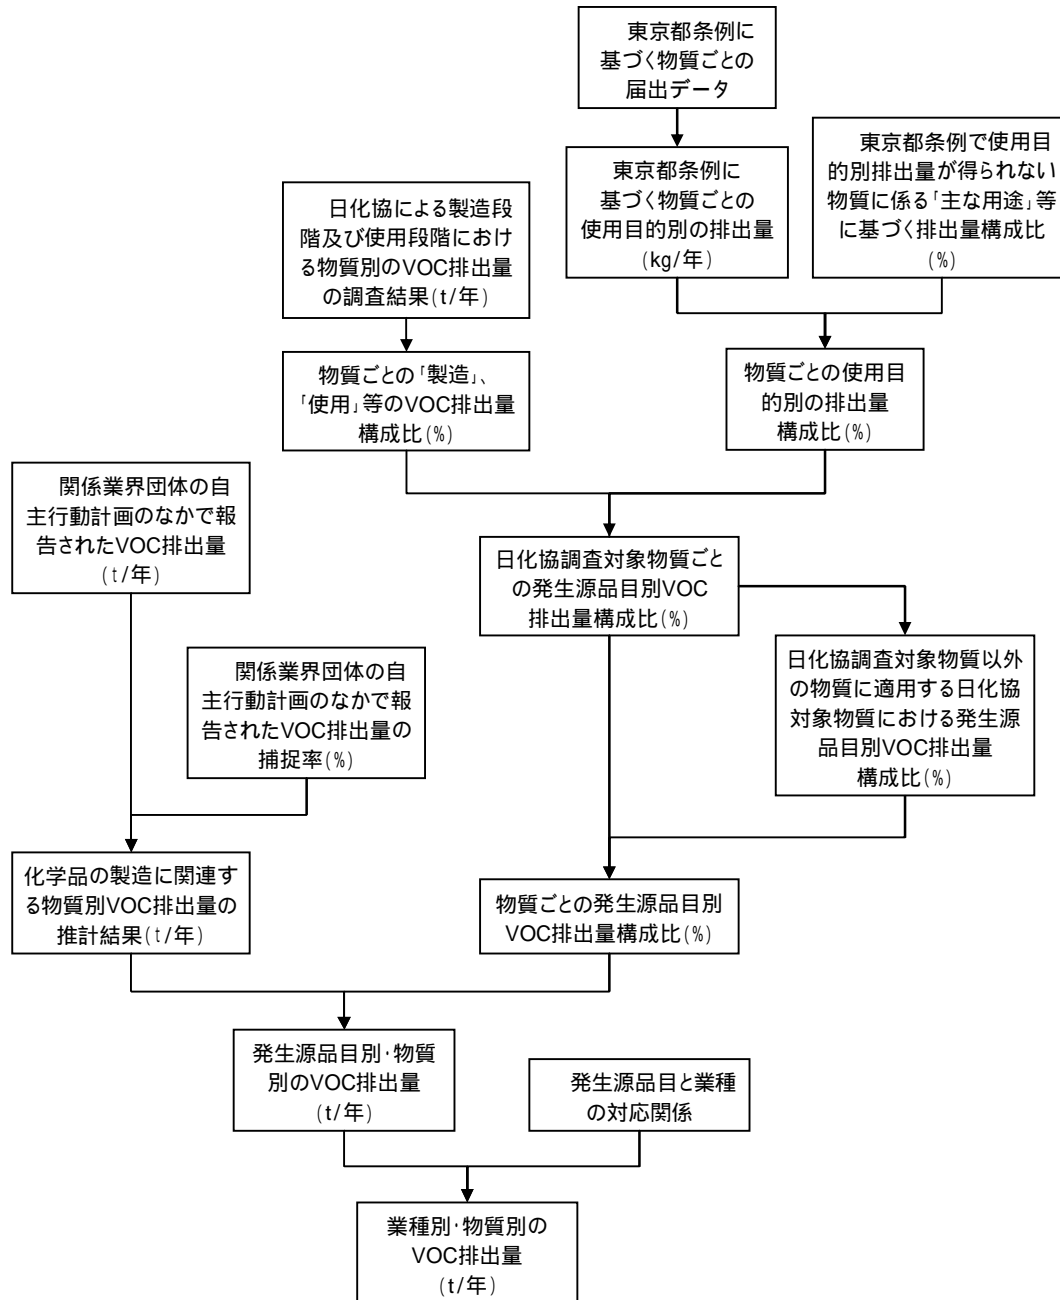 東京都条例に
基づく物質ごとの
届出データ
東京都条例に
基づく物質ごとの
使用目的別の排出量
(kg/年)
東京都条例で使用目
的別排出量が得られない
物質に係る「主な用途」等
に基づく排出量構成比
(%)
日化協による製造段
階及び使用段階におけ
る物質別のVOC排出量
の調査結果(t/年)
物質ごとの「製造」、
「使用」等のVOC排出量
構成比(%)
物質ごとの使用目
的別の排出量
構成比(%)
関係業界団体の自
主行動計画のなかで報
告されたVOC排出量
(t/年)
日化協調査対象物質ごと
の発生源品目別VOC
排出量構成比(%)
関係業界団体の自
主行動計画のなかで報
告されたVOC排出量の
捕捉率(%)
日化協調査対象物質以外
の物質に適用する日化協
対象物質における発生源
品目別VOC排出量
構成比(%)
化学品の製造に関連す
る物質別VOC排出量の
推計結果(t/年)
物質ごとの発生源品目別
VOC排出量構成比(%)
発生源品目別·物質
別のVOC排出量
(t/年)
発生源品目と業種
の対応関係
業種別·物質別の
VOC排出量
(t/年)